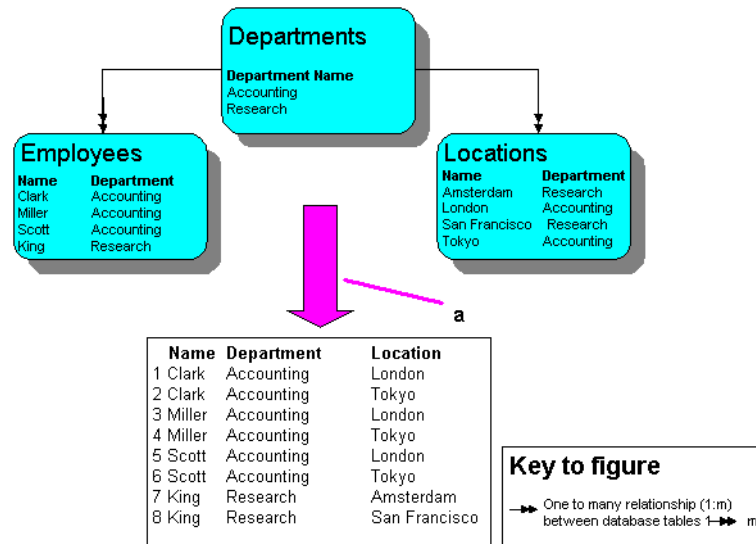 Departments
Department Name
Accounting
Research
Employees
Name Department
Clark Accounting
Miller Accounting
Scott Accounting
King Research
Locations
Name Department
Amsterdam Research
London Accounting
San Francisco Research
Tokyo Accounting
a
Name Department Location
1 Clark Accounting London
2 Clark Accounting Tokyo
3 Miller Accounting London
4 Miller Accounting Tokyo
5 Scott Accounting London
6 Scott Accounting Tokyo
7 King Research Amsterdam
8 King Research San Francisco
Key to figure
One to many relationship (1:m)
between database tables 1 m